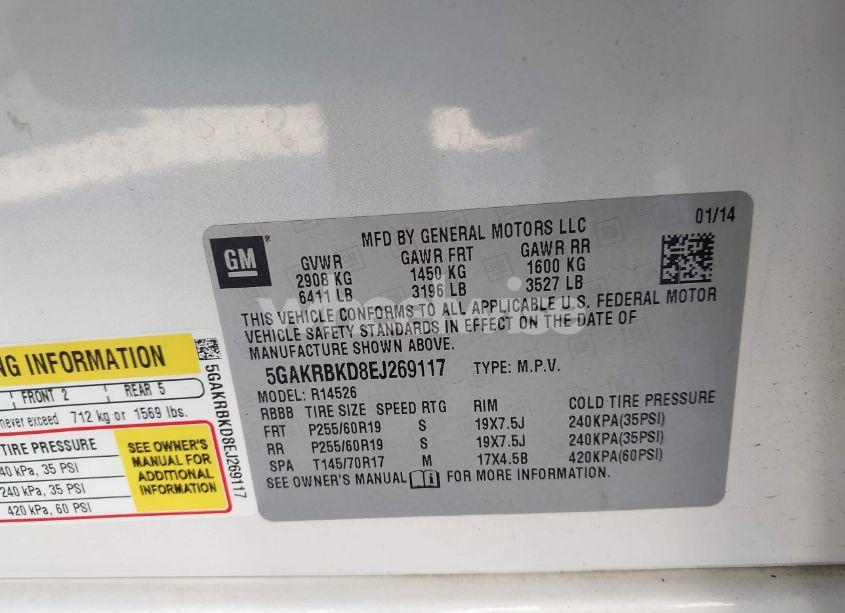 GM
MFD BY GENERAL MOTORS LLC
01/14
GVWR GAWR FRT GAWR RR
2908 KG 1450 KG 1600 KG
6411 LB 3196 LB 3527 LB
THIS VEHICLE CONFORMS TO ALL APPLICABLE U.S. FEDERAL MOTOR
VEHICLE SAFETY STANDARDS IN EFFECT ON THE DATE OF
MANUFACTURE SHOWN ABOVE.
5GAKRBKD8EJ269117 TYPE: M.P.V.
MODEL: R14526
RBBB TIRE SIZE SPEED RTG RIM COLD TIRE PRESSURE
FRT P255/60R19 S 19X7.5J 240KPA(35PSI)
RR P255/60R19 S 19X7.5J 240KPA(35PSI)
SPA T145/70R17 M 17X4.5B 420KPA(60PSI)
SEE OWNER'S MANUAL FOR MORE INFORMATION.
NG INFORMATION
FRONT 2 REAR 5
never exceed 712 kg or 1569 lbs.
TIRE PRESSURE
40 kPa, 35 PSI
240 kPa, 35 PSI
420 kPa, 60 PSI
SEE OWNER'S
MANUAL FOR
ADDITIONAL
INFORMATION
5GAKRBKD8EJ269117